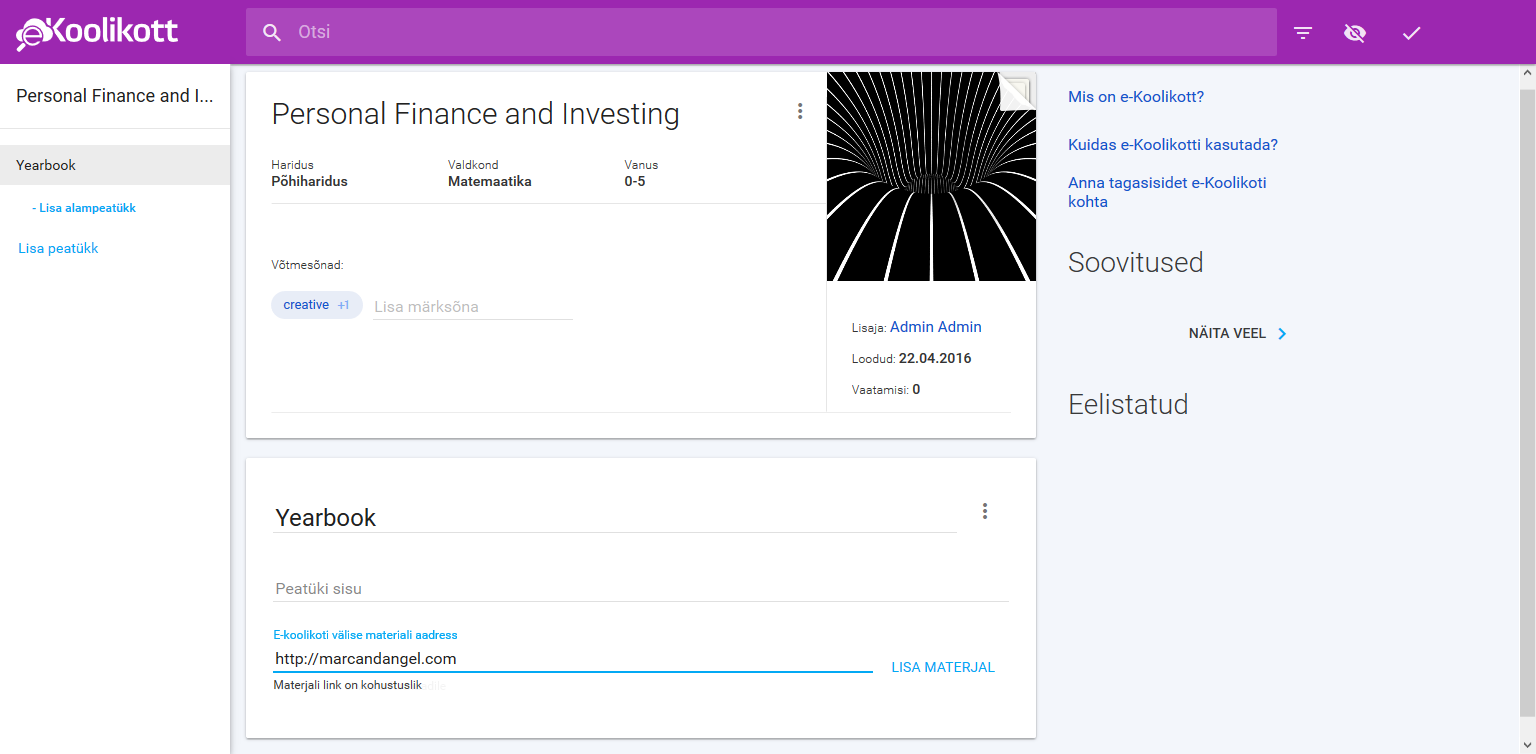 eKoolikott
Otsi
Personal Finance and I...
Yearbook
- Lisa alampeatükk
Lisa peatükk
Personal Finance and Investing
Haridus Valdkond Vanus
Põhiharidus Matemaatika 0-5
Võtmesõnad:
creative +1 Lisa märksõna
Lisaja: Admin Admin
Loodud: 22.04.2016
Vaatamisi: 0
Yearbook
Peatüki sisu
E-koolikoti välise materiali aadress
http://marcandangel.com
LISA MATERJAL
Materjali link on kohustuslik
Mis on e-Koolikott?
Kuidas e-Koolikotti kasutada?
Anna tagasisidet e-Koolikoti
kohta
Soovitused
NÄITA VEEL
Eelistatud